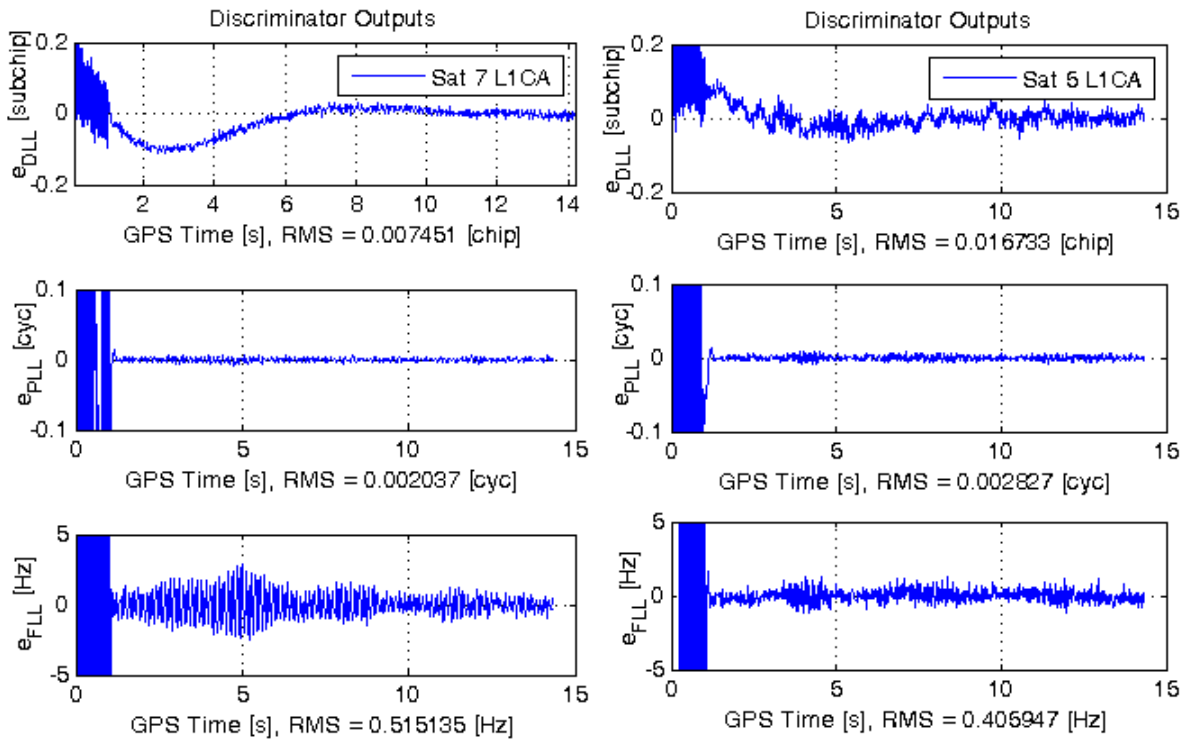 Discriminator Outputs
e_DLL [subchip]
0.2
0
-0.2
Sat 7 L1CA
2 4 6 8 10 12 14
GPS Time [s], RMS = 0.007451 [chip]
e_PLL [cyc]
0.1
0
-0.1
0 5 10 15
GPS Time [s], RMS = 0.002037 [cyc]
e_FLL [Hz]
5
0
-5
0 5 10 15
GPS Time [s], RMS = 0.515135 [Hz]
Discriminator Outputs
e_DLL [subchip]
0.2
0
-0.2
Sat 5 L1CA
0 5 10 15
GPS Time [s], RMS = 0.016733 [chip]
e_PLL [cyc]
0.1
0
-0.1
0 5 10 15
GPS Time [s], RMS = 0.002827 [cyc]
e_FLL [Hz]
5
0
-5
0 5 10 15
GPS Time [s], RMS = 0.405947 [Hz]